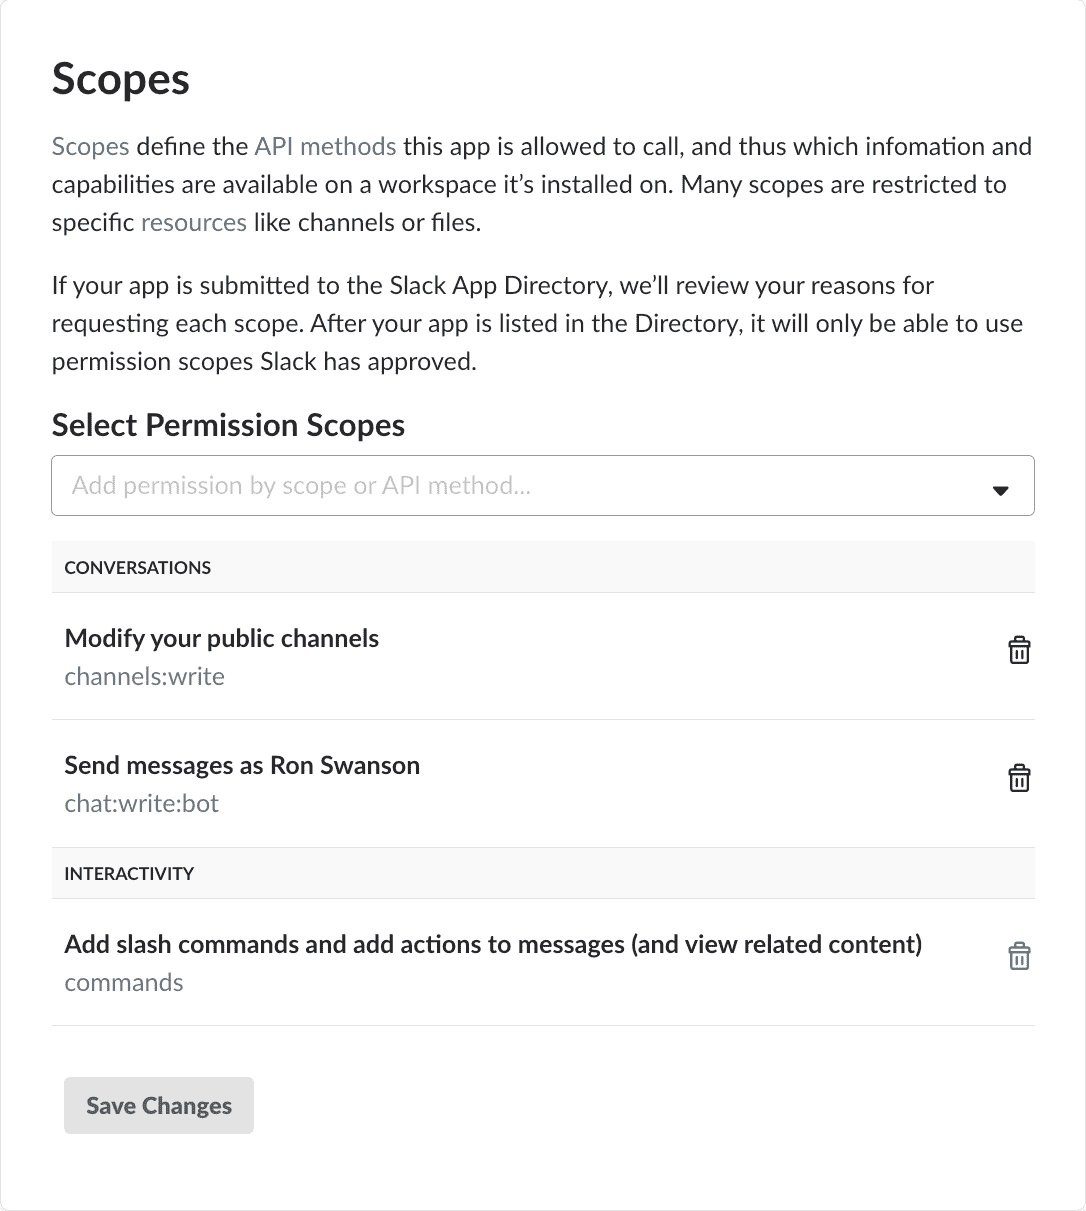 Scopes
Scopes define the API methods this app is allowed to call, and thus which infomation and
capabilities are available on a workspace it’s installed on. Many scopes are restricted to
specific resources like channels or files.
If your app is submitted to the Slack App Directory, we’ll review your reasons for
requesting each scope. After your app is listed in the Directory, it will only be able to use
permission scopes Slack has approved.
Select Permission Scopes
Add permission by scope or API method...
CONVERSATIONS
Modify your public channels
channels:write
Send messages as Ron Swanson
chat:write:bot
INTERACTIVITY
Add slash commands and add actions to messages (and view related content)
commands
Save Changes